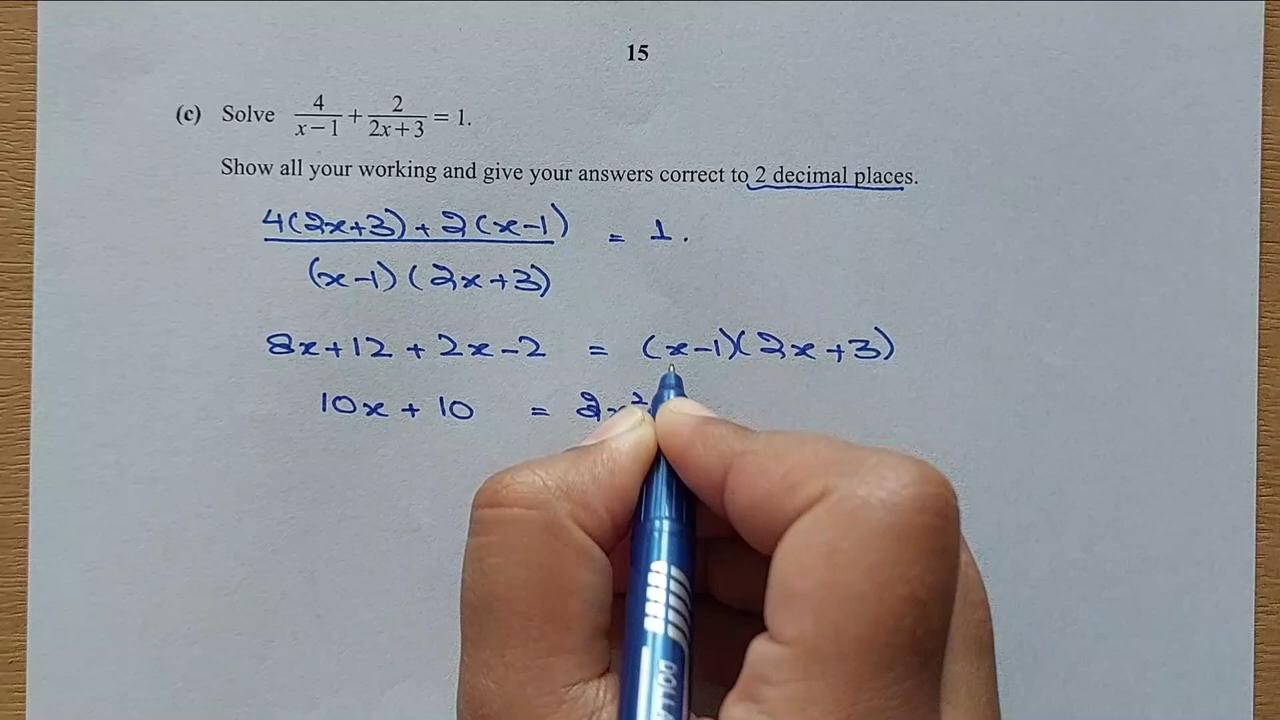 15
(c) Solve 4/(x−1) + 2/(2x+3) = 1.
Show all your working and give your answers correct to 2 decimal places.
4(2x+3) + 2(x-1) = 1.
(x-1)(2x+3)
8x+12 + 2x-2 = (x-1)(2x+3)
10x + 10 = 2x²